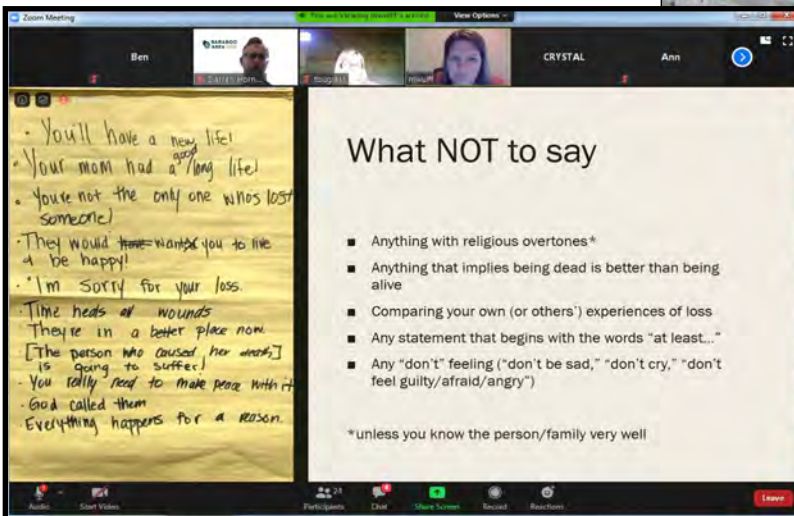 Zoom Meeting
View Options
Ben
BARABOO
CRYSTAL
Ann
· You'll have a new life!
· Your mom had a good/long life!
· You're not the only one who's lost
someone!
· They would have want you to live
& be happy!
· "I'm sorry for your loss.
· Time heals all wounds
They're in a better place now.
[The person who caused her death]
is going to suffer!
· You really need to make peace with it
· God called them
Everything happens for a reason.
What NOT to say
■ Anything with religious overtones*
■ Anything that implies being dead is better than being
alive
■ Comparing your own (or others') experiences of loss
■ Any statement that begins with the words "at least..."
■ Any "don't" feeling ("don't be sad," "don't cry," "don't
feel guilty/afraid/angry")
*unless you know the person/family very well
Audio
Start Video
Participants
24
Chat
Share Screen
Record
Reactions
Leave